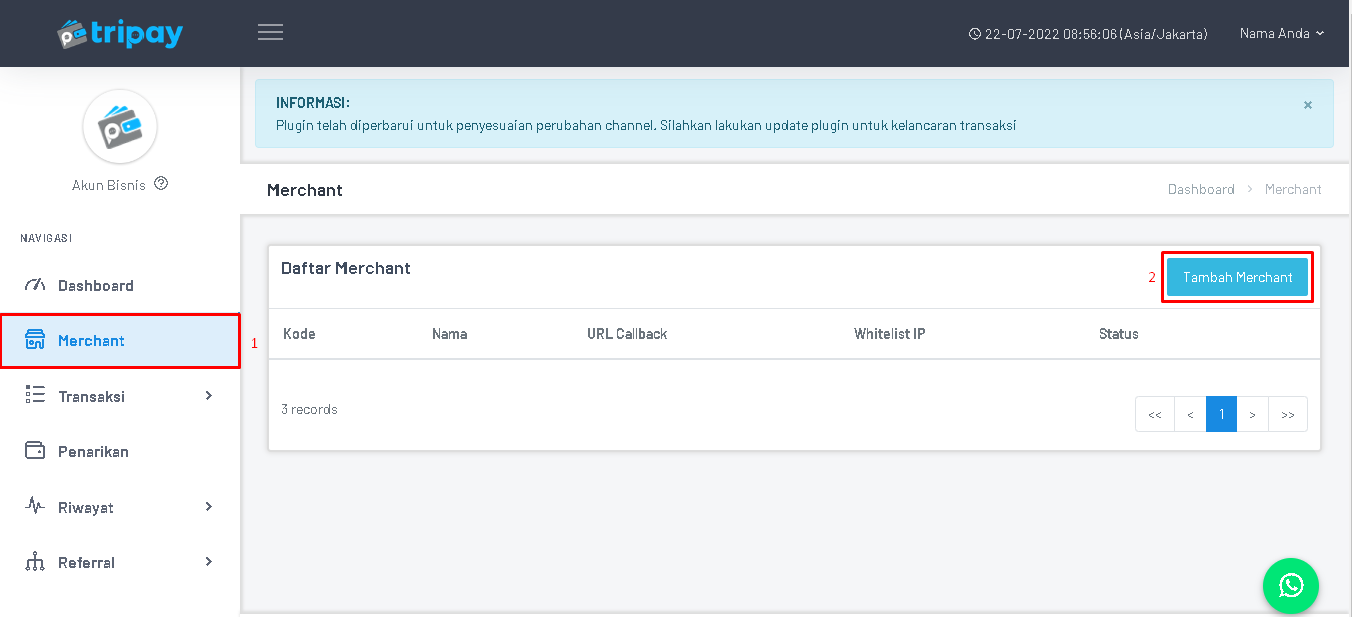 tripay
22-07-2022 08:56:06 (Asia/Jakarta)
Nama Anda
Akun Bisnis
NAVIGASI
Dashboard
Merchant
1
Transaksi
Penarikan
Riwayat
Referral
INFORMASI:
×
Plugin telah diperbarui untuk penyesuaian perubahan channel. Silahkan lakukan update plugin untuk kelancaran transaksi
Merchant
Dashboard > Merchant
Daftar Merchant
2 Tambah Merchant
Kode Nama URL Callback Whitelist IP Status
3 records
<< < 1 > >>